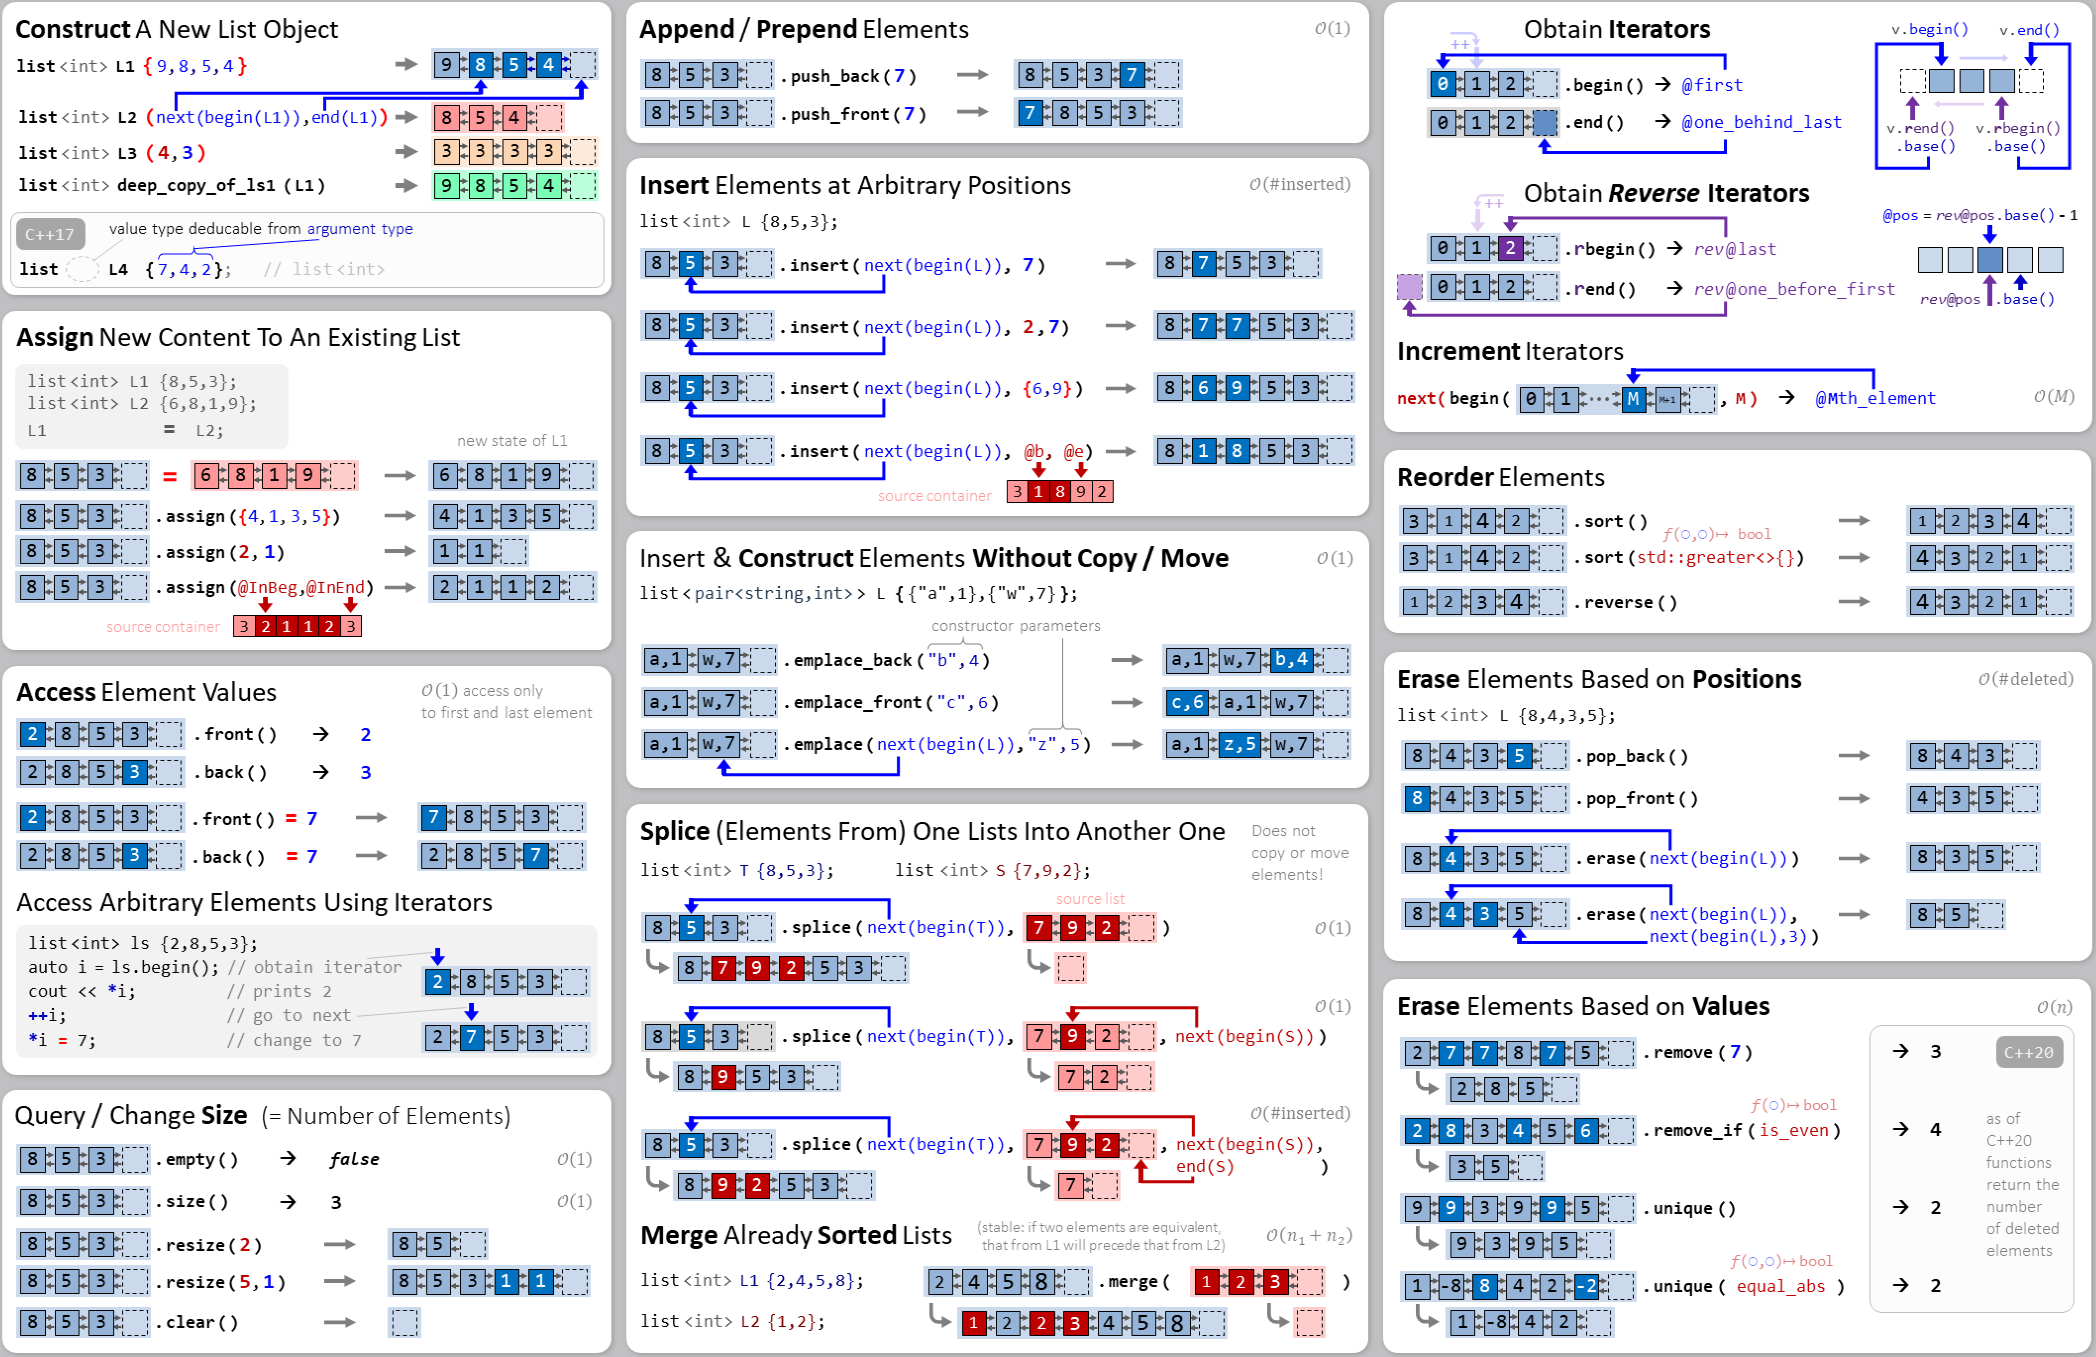 Construct A New List Object
list<int> L1 {9,8,5,4} → 9 8 5 4
list<int> L2 (next(begin(L1)),end(L1)) → 8 5 4
list<int> L3 (4,3) → 3 3 3 3
list<int> deep_copy_of_ls1 (L1) → 9 8 5 4
C++17
value type deducable from argument type
list L4 {7,4,2}; // list<int>
Assign New Content To An Existing List
list<int> L1 {8,5,3};
list<int> L2 {6,8,1,9};
L1 = L2;
new state of L1
8 5 3 = 6 8 1 9 → 6 8 1 9
8 5 3 .assign({4,1,3,5}) → 4 1 3 5
8 5 3 .assign(2,1) → 1 1
8 5 3 .assign(@InBeg,@InEnd) → 2 1 1 2
source container 3 2 1 1 2 3
Access Element Values
O(1) access only
to first and last element
2 8 5 3 .front() → 2
2 8 5 3 .back() → 3
2 8 5 3 .front() = 7 → 7 8 5 3
2 8 5 3 .back() = 7 → 2 8 5 7
Access Arbitrary Elements Using Iterators
list<int> ls {2,8,5,3};
auto i = ls.begin(); // obtain iterator
cout << *i; // prints 2
2 8 5 3
++i; // go to next
*i = 7; // change to 7
2 7 5 3
Query / Change Size (= Number of Elements)
8 5 3 .empty() → false O(1)
8 5 3 .size() → 3 O(1)
8 5 3 .resize(2) → 8 5
8 5 3 .resize(5,1) → 8 5 3 1 1
8 5 3 .clear() →
Append / Prepend Elements O(1)
8 5 3 .push_back(7) → 8 5 3 7
8 5 3 .push_front(7) → 7 8 5 3
Insert Elements at Arbitrary Positions O(#inserted)
list<int> L {8,5,3};
8 5 3 .insert(next(begin(L)), 7) → 8 7 5 3
8 5 3 .insert(next(begin(L)), 2,7) → 8 7 7 5 3
8 5 3 .insert(next(begin(L)), {6,9}) → 8 6 9 5 3
8 5 3 .insert(next(begin(L)), @b, @e) → 8 1 8 5 3
source container 3 1 8 9 2
Insert & Construct Elements Without Copy / Move O(1)
list<pair<string,int>> L {{"a",1},{"w",7}};
constructor parameters
a,1 w,7 .emplace_back("b",4) → a,1 w,7 b,4
a,1 w,7 .emplace_front("c",6) → c,6 a,1 w,7
a,1 w,7 .emplace(next(begin(L)),"z",5) → a,1 z,5 w,7
Splice (Elements From) One Lists Into Another One
Does not
copy or move
elements!
list<int> T {8,5,3}; list<int> S {7,9,2};
source list
8 5 3 .splice(next(begin(T)), 7 9 2 ) O(1)
8 7 9 2 5 3
O(1)
8 5 3 .splice(next(begin(T)), 7 9 2 , next(begin(S)))
8 9 5 3 7 2
O(#inserted)
8 5 3 .splice(next(begin(T)), 7 9 2 , next(begin(S)),
end(S) )
8 9 2 5 3 7
Merge Already Sorted Lists
(stable: if two elements are equivalent,
that from L1 will precede that from L2)
O(n1 + n2)
list<int> L1 {2,4,5,8}; 2 4 5 8 .merge( 1 2 3 )
list<int> L2 {1,2}; 1 2 2 3 4 5 8
Obtain Iterators
++
0 1 2 .begin() → @first
0 1 2 .end() → @one_behind_last
v.begin() v.end()
v.rend() v.rbegin()
.base() .base()
Obtain Reverse Iterators
++
0 1 2 .rbegin() → rev@last
0 1 2 .rend() → rev@one_before_first
@pos = rev@pos.base() - 1
rev@pos .base()
Increment Iterators
next(begin( 0 1 ... M M+1 , M) → @Mth_element O(M)
Reorder Elements
3 1 4 2 .sort() → 1 2 3 4
f(○,○)↦ bool
3 1 4 2 .sort(std::greater<>{}) → 4 3 2 1
1 2 3 4 .reverse() → 4 3 2 1
Erase Elements Based on Positions O(#deleted)
list<int> L {8,4,3,5};
8 4 3 5 .pop_back() → 8 4 3
8 4 3 5 .pop_front() → 4 3 5
8 4 3 5 .erase(next(begin(L))) → 8 3 5
8 4 3 5 .erase(next(begin(L)), → 8 5
next(begin(L),3))
Erase Elements Based on Values O(n)
2 7 7 8 7 5 .remove(7) → 3 C++20
2 8 5
f(○)↦ bool
2 8 3 4 5 6 .remove_if(is_even) → 4
3 5
9 9 3 9 9 5 .unique() → 2
9 3 9 5
f(○,○)↦ bool
1 -8 8 4 2 -2 .unique( equal_abs ) → 2
1 -8 4 2
as of
C++20
functions
return the
number
of deleted
elements